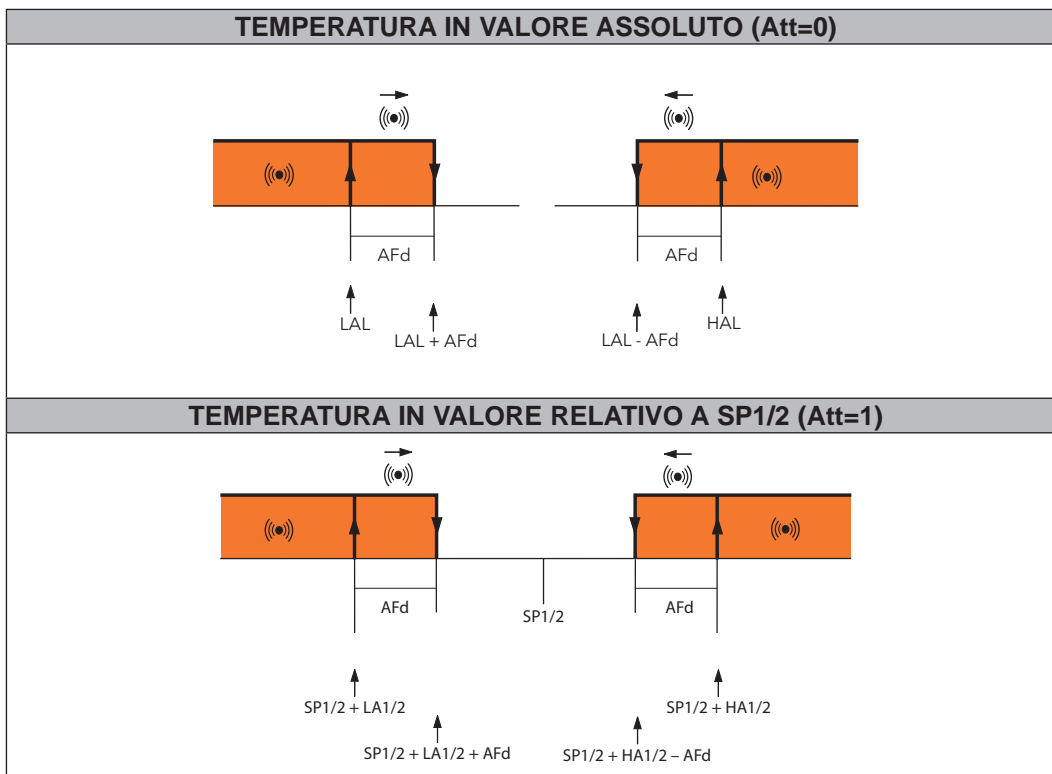 TEMPERATURA IN VALORE ASSOLUTO (Att=0)
AFd
AFd
LAL
HAL
LAL + AFd
LAL - AFd
TEMPERATURA IN VALORE RELATIVO A SP1/2 (Att=1)
AFd
SP1/2
AFd
SP1/2 + LA1/2
SP1/2 + HA1/2
SP1/2 + LA1/2 + AFd
SP1/2 + HA1/2 – AFd